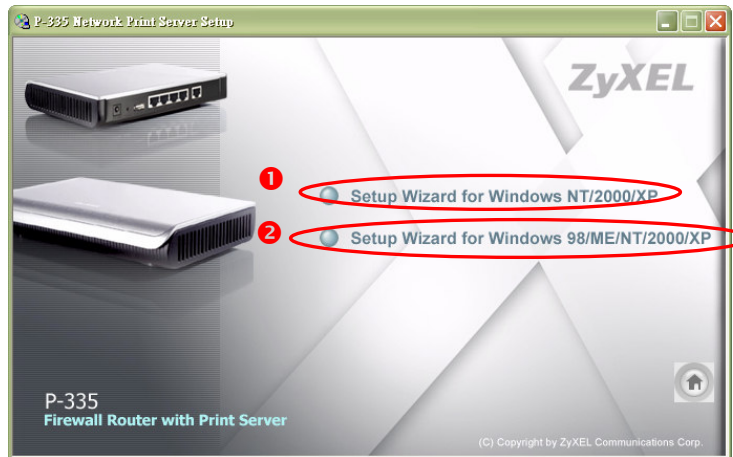 P-335 Network Print Server Setup
ZyXEL
1
Setup Wizard for Windows NT/2000/XP
2
Setup Wizard for Windows 98/ME/NT/2000/XP
P-335
Firewall Router with Print Server
(C) Copyright by ZyXEL Communications Corp.